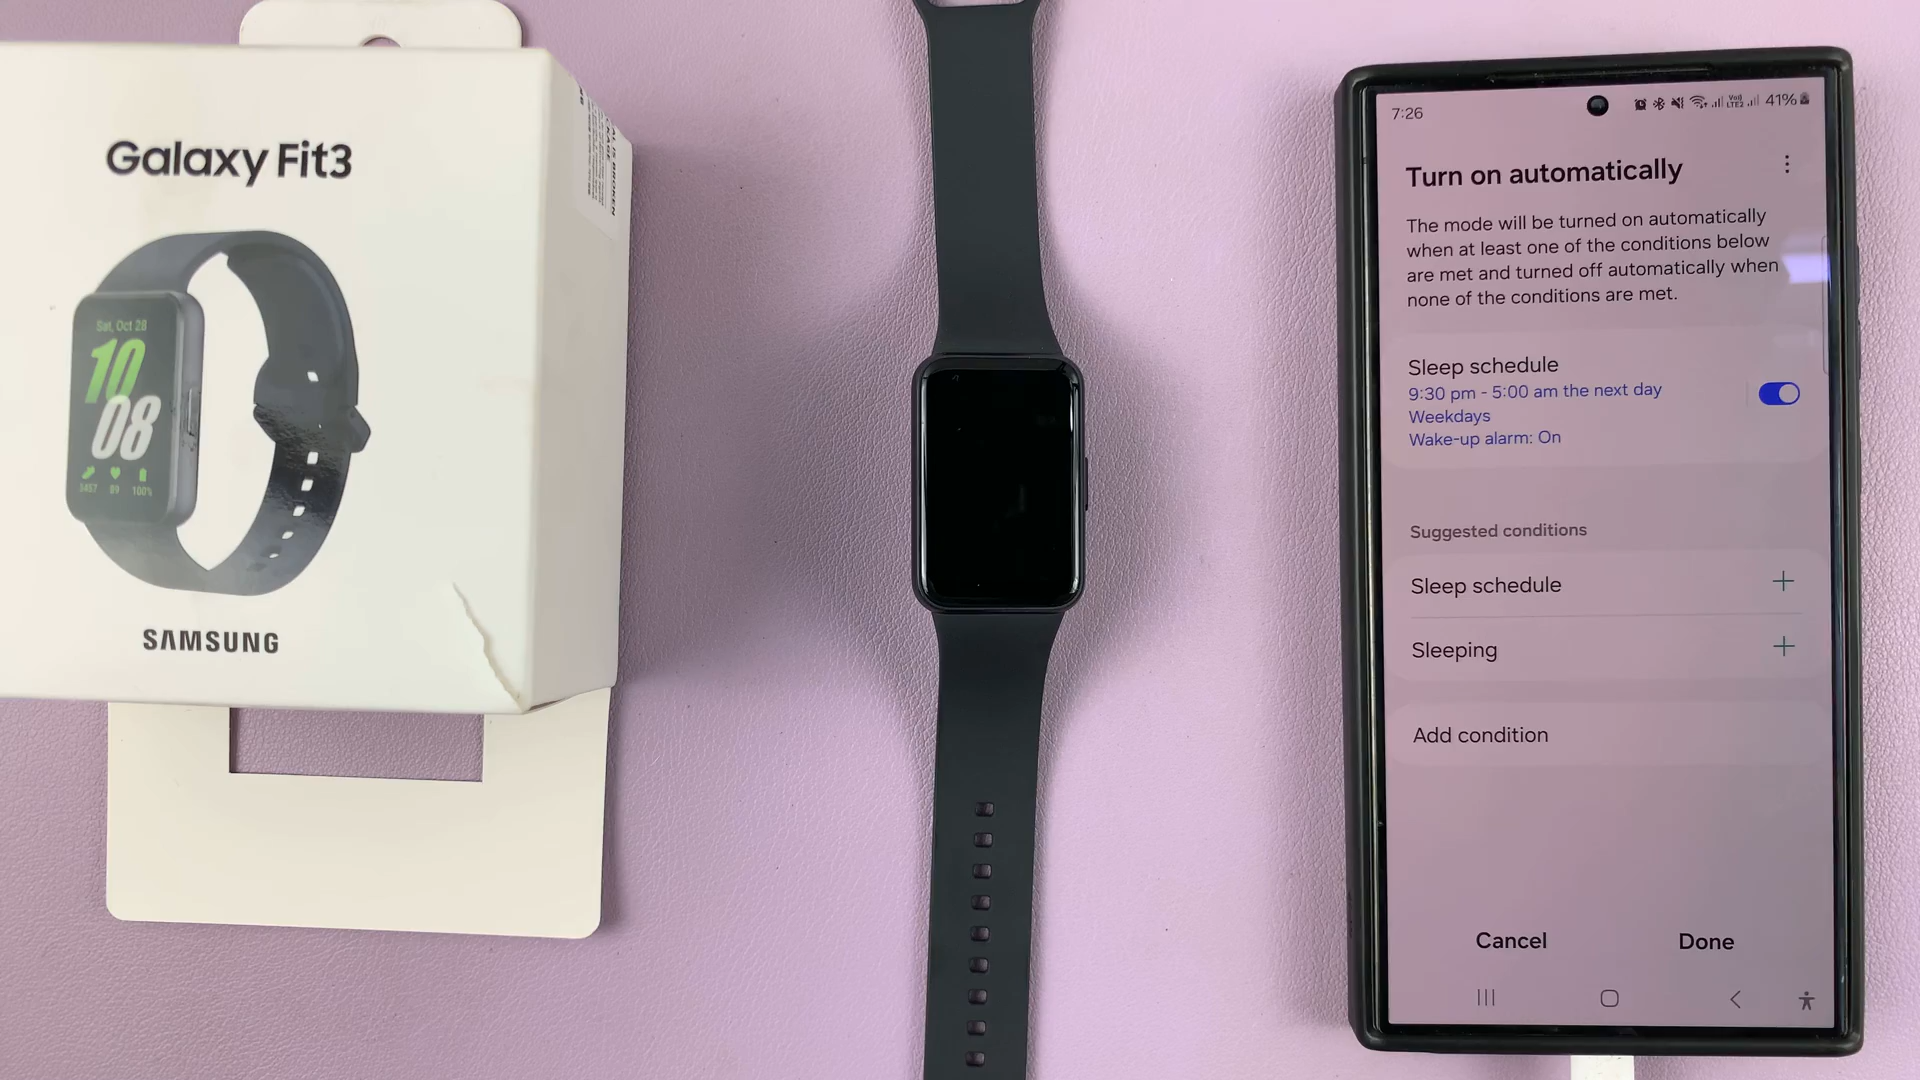 Galaxy Fit3
Sat, Oct 28
10
08
3457 89 100%
SAMSUNG
7:26
41%
Turn on automatically
The mode will be turned on automatically
when at least one of the conditions below
are met and turned off automatically when
none of the conditions are met.
Sleep schedule
9:30 pm - 5:00 am the next day
Weekdays
Wake-up alarm: On
Suggested conditions
Sleep schedule
Sleeping
Add condition
Cancel
Done